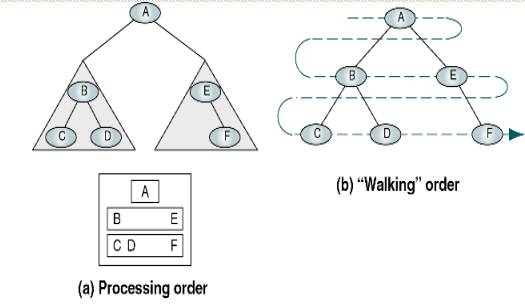 A
B
E
C
D
F
A
B E
C D F
(a) Processing order
A
B
E
C
D
F
(b) “Walking” order